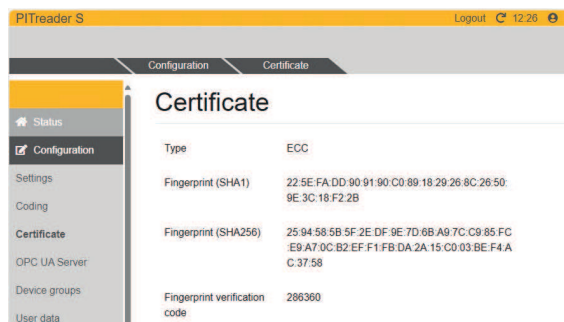 PITreader S
Logout 12:26
Configuration Certificate
Certificate
Status
Configuration
Type ECC
Settings
Fingerprint (SHA1) 22:5E:FA:DD:90:91:90:C0:89:18:29:26:8C:26:50:
9E:3C:18:F2:2B
Coding
Certificate
Fingerprint (SHA256) 25:94:58:5B:5F:2E:DF:9E:7D:6B:A9:7C:C9:85:FC
:E9:A7:0C:B2:EF:F1:FB:DA:2A:15:C0:03:BE:F4:A
C:37:58
OPC UA Server
Device groups
Fingerprint verification 286360
code
User data